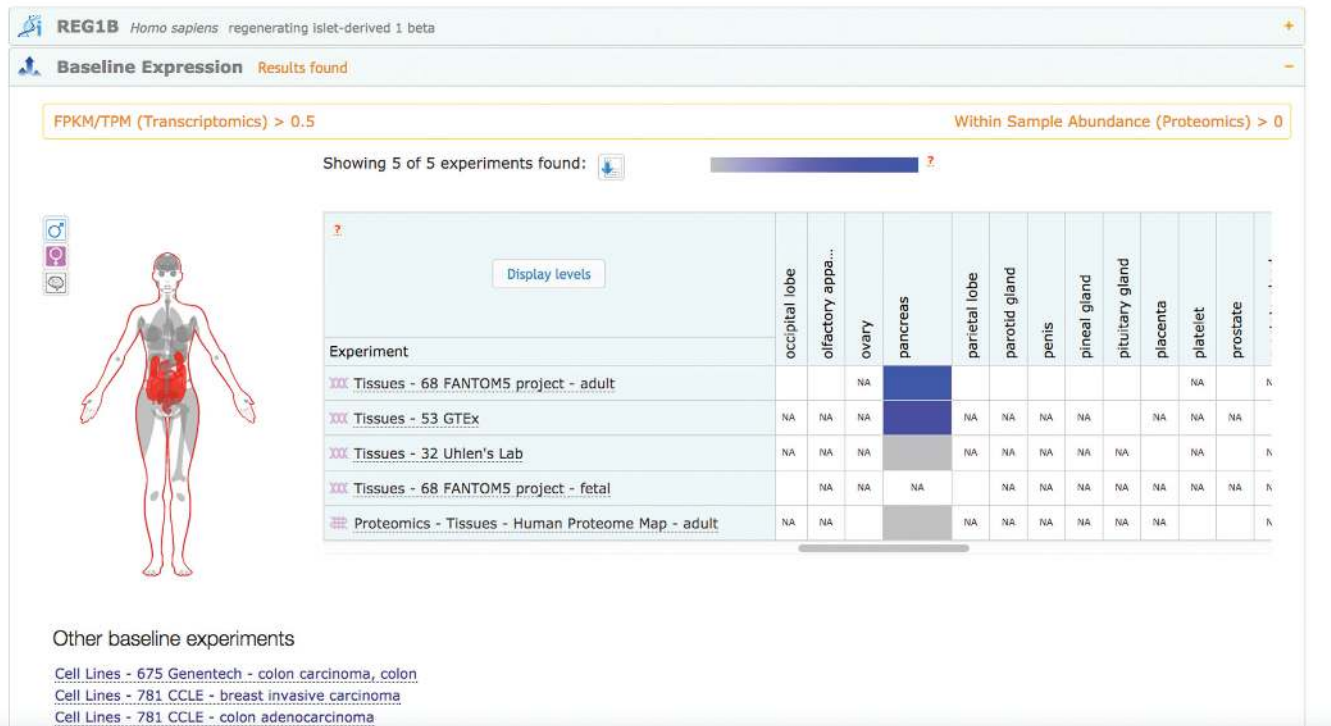 REG1B Homo sapiens regenerating islet-derived 1 beta +
Baseline Expression Results found -
FPKM/TPM (Transcriptomics) > 0.5 Within Sample Abundance (Proteomics) > 0
Showing 5 of 5 experiments found: ?
?
Display levels
occipital lobe
olfactory appa...
ovary
pancreas
parietal lobe
parotid gland
penis
pineal gland
pituitary gland
placenta
platelet
prostate
Experiment
Tissues - 68 FANTOM5 project - adult NA NA
Tissues - 53 GTEx NA NA NA NA NA NA NA NA NA NA
Tissues - 32 Uhlen's Lab NA NA NA NA NA NA NA NA NA
Tissues - 68 FANTOM5 project - fetal NA NA NA NA NA NA NA NA NA NA
Proteomics - Tissues - Human Proteome Map - adult NA NA NA NA NA NA NA NA
Other baseline experiments
Cell Lines - 675 Genentech - colon carcinoma, colon
Cell Lines - 781 CCLE - breast invasive carcinoma
Cell Lines - 781 CCLE - colon adenocarcinoma